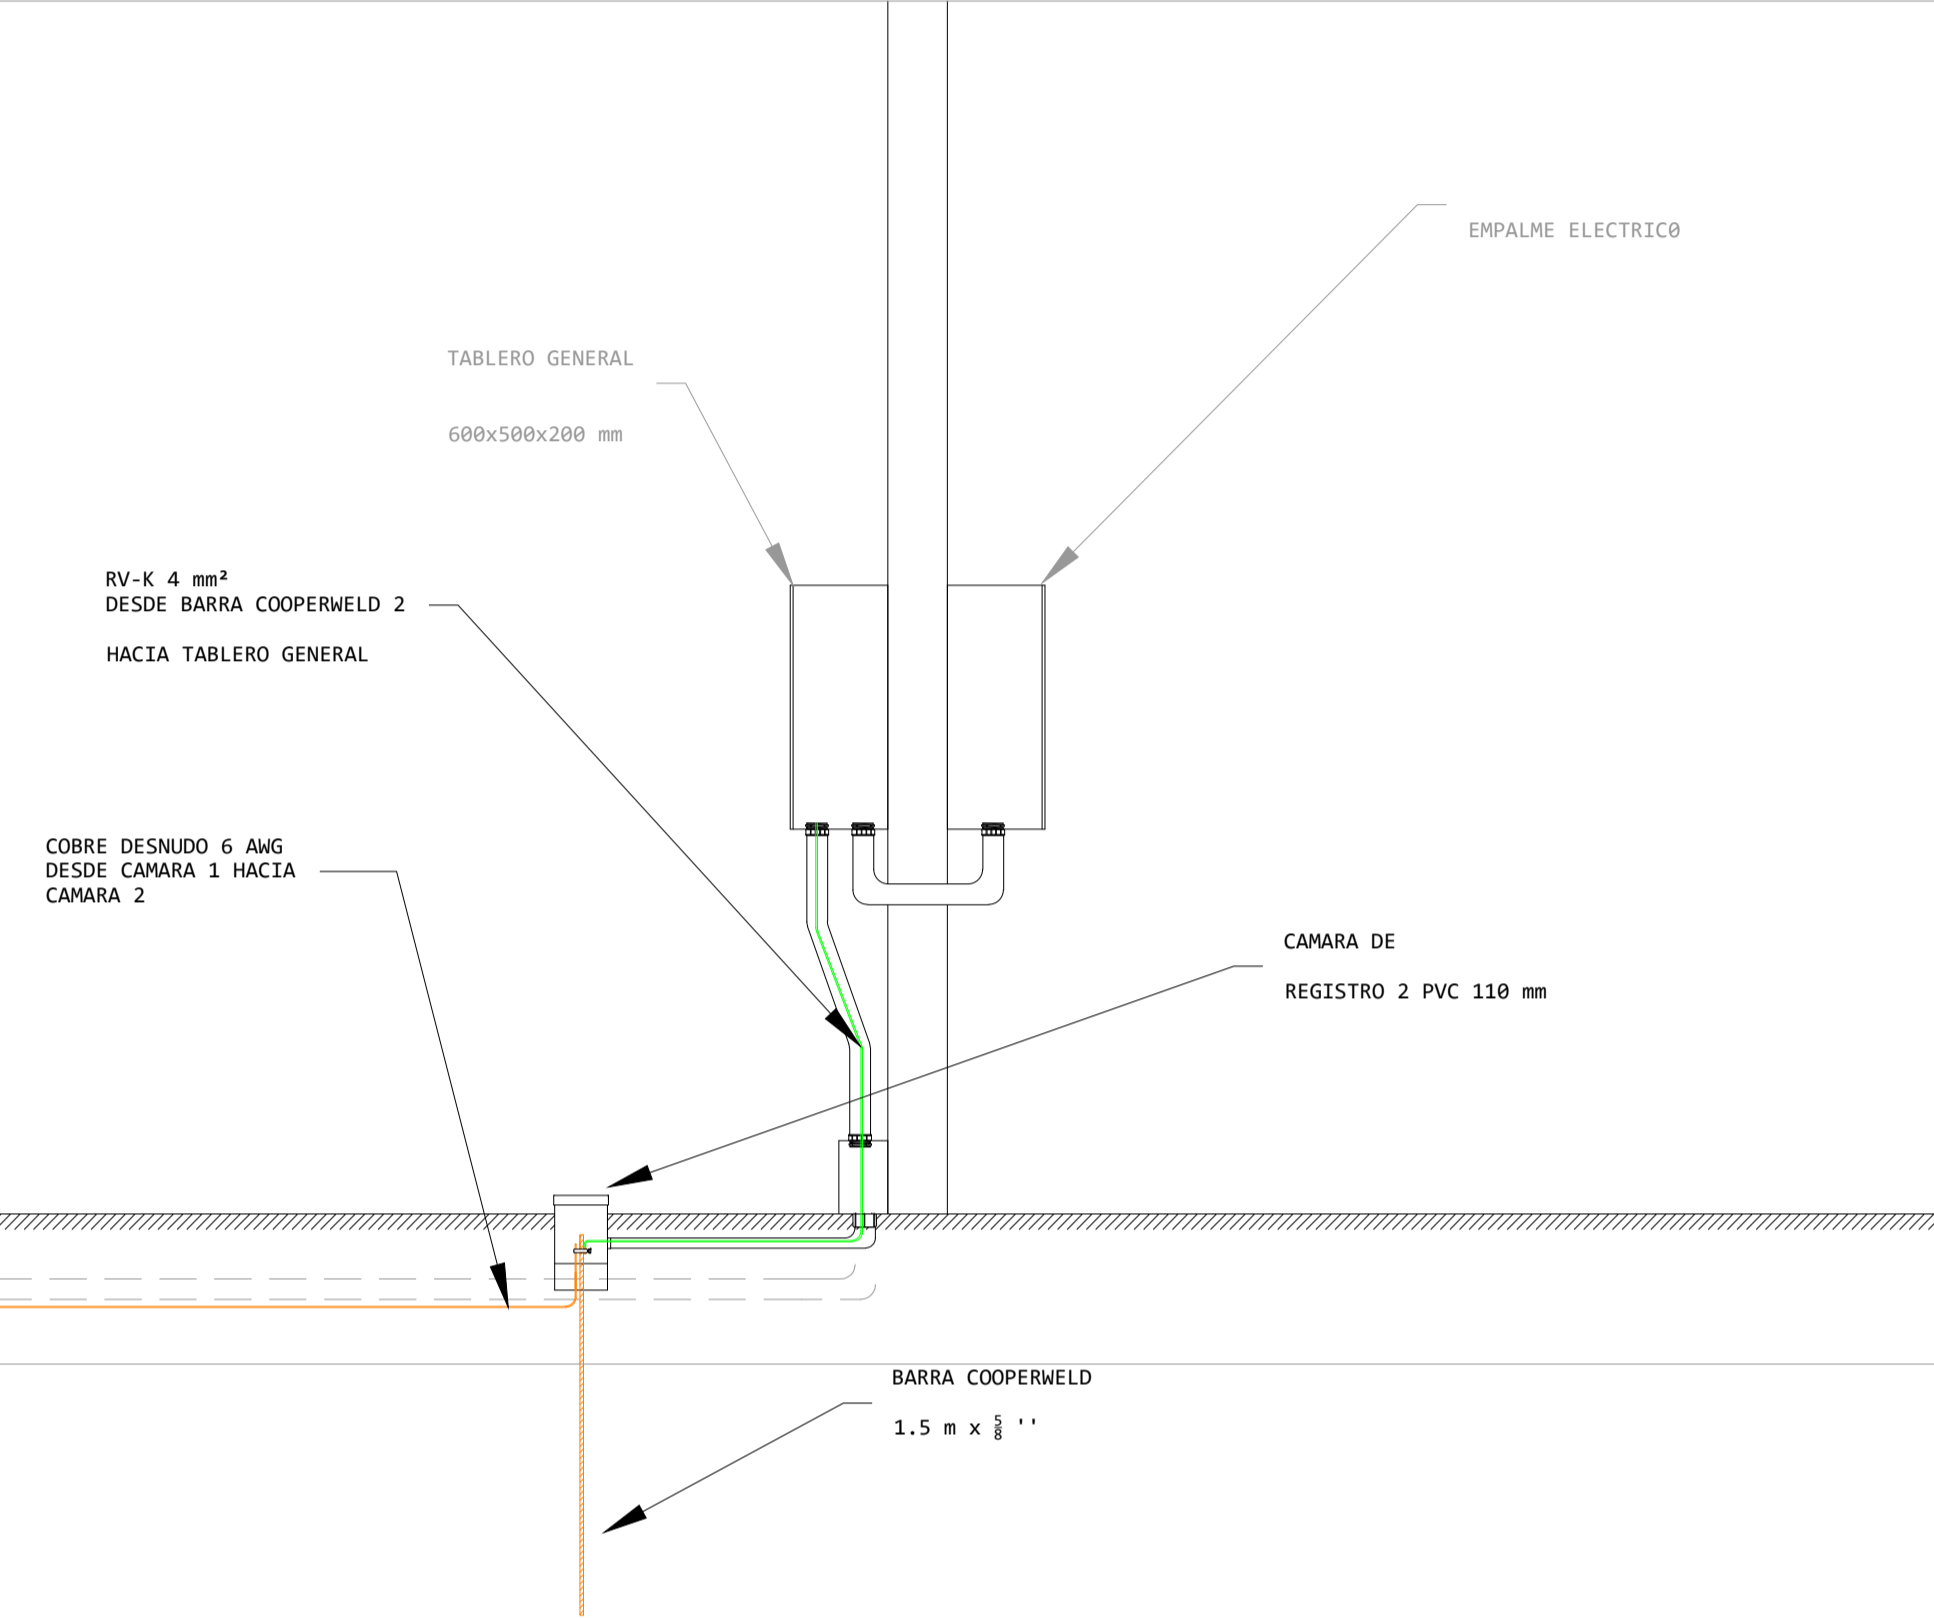 EMPALME ELECTRICO
TABLERO GENERAL
600x500x200 mm
RV-K 4 mm²
DESDE BARRA COOPERWELD 2
HACIA TABLERO GENERAL
COBRE DESNUDO 6 AWG
DESDE CAMARA 1 HACIA
CAMARA 2
CAMARA DE
REGISTRO 2 PVC 110 mm
BARRA COOPERWELD
1.5 m x 5/8 ''